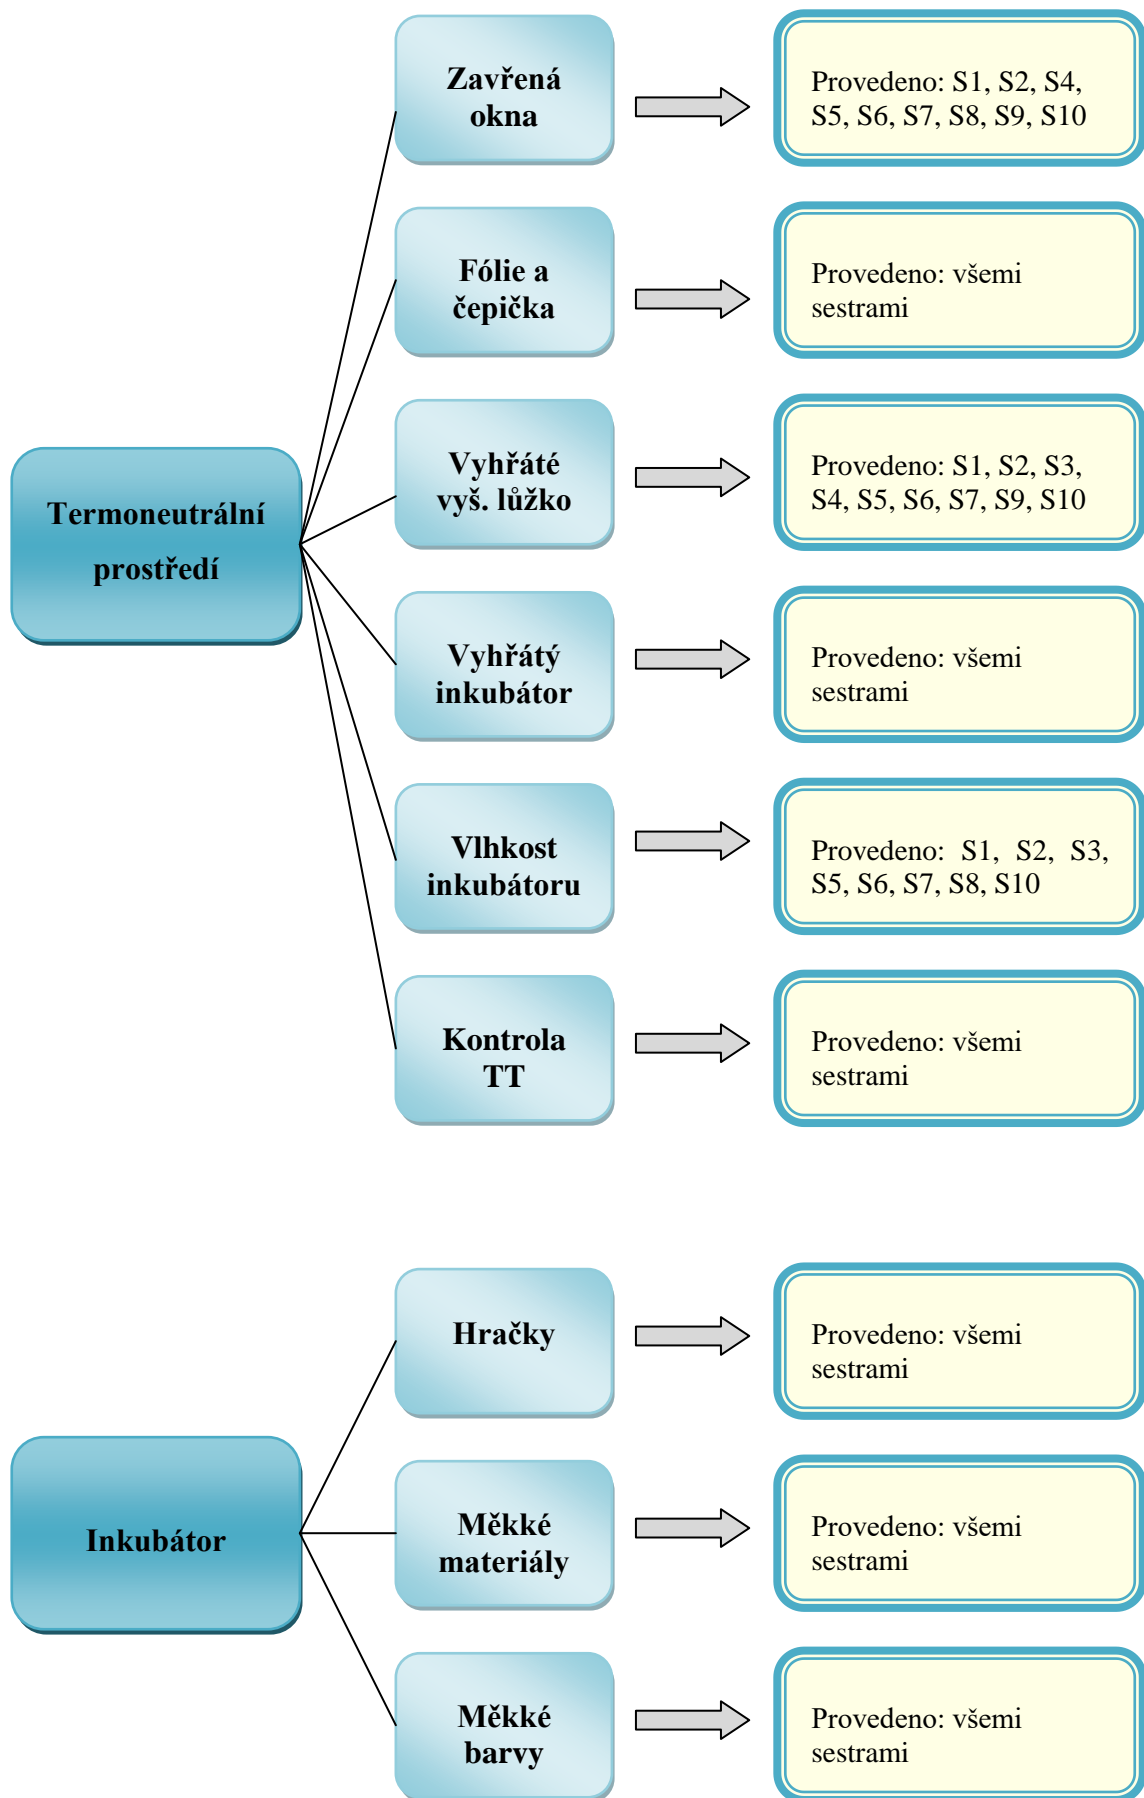 Termoneutrální
prostředí
Zavřená
okna
Provedeno: S1, S2, S4,
S5, S6, S7, S8, S9, S10
Fólie a
čepička
Provedeno: všemi
sestrami
Vyhřáté
vyš. lůžko
Provedeno: S1, S2, S3,
S4, S5, S6, S7, S9, S10
Vyhřátý
inkubátor
Provedeno: všemi
sestrami
Vlhkost
inkubátoru
Provedeno: S1, S2, S3,
S5, S6, S7, S8, S10
Kontrola
TT
Provedeno: všemi
sestrami
Inkubátor
Hračky
Provedeno: všemi
sestrami
Měkké
materiály
Provedeno: všemi
sestrami
Měkké
barvy
Provedeno: všemi
sestrami